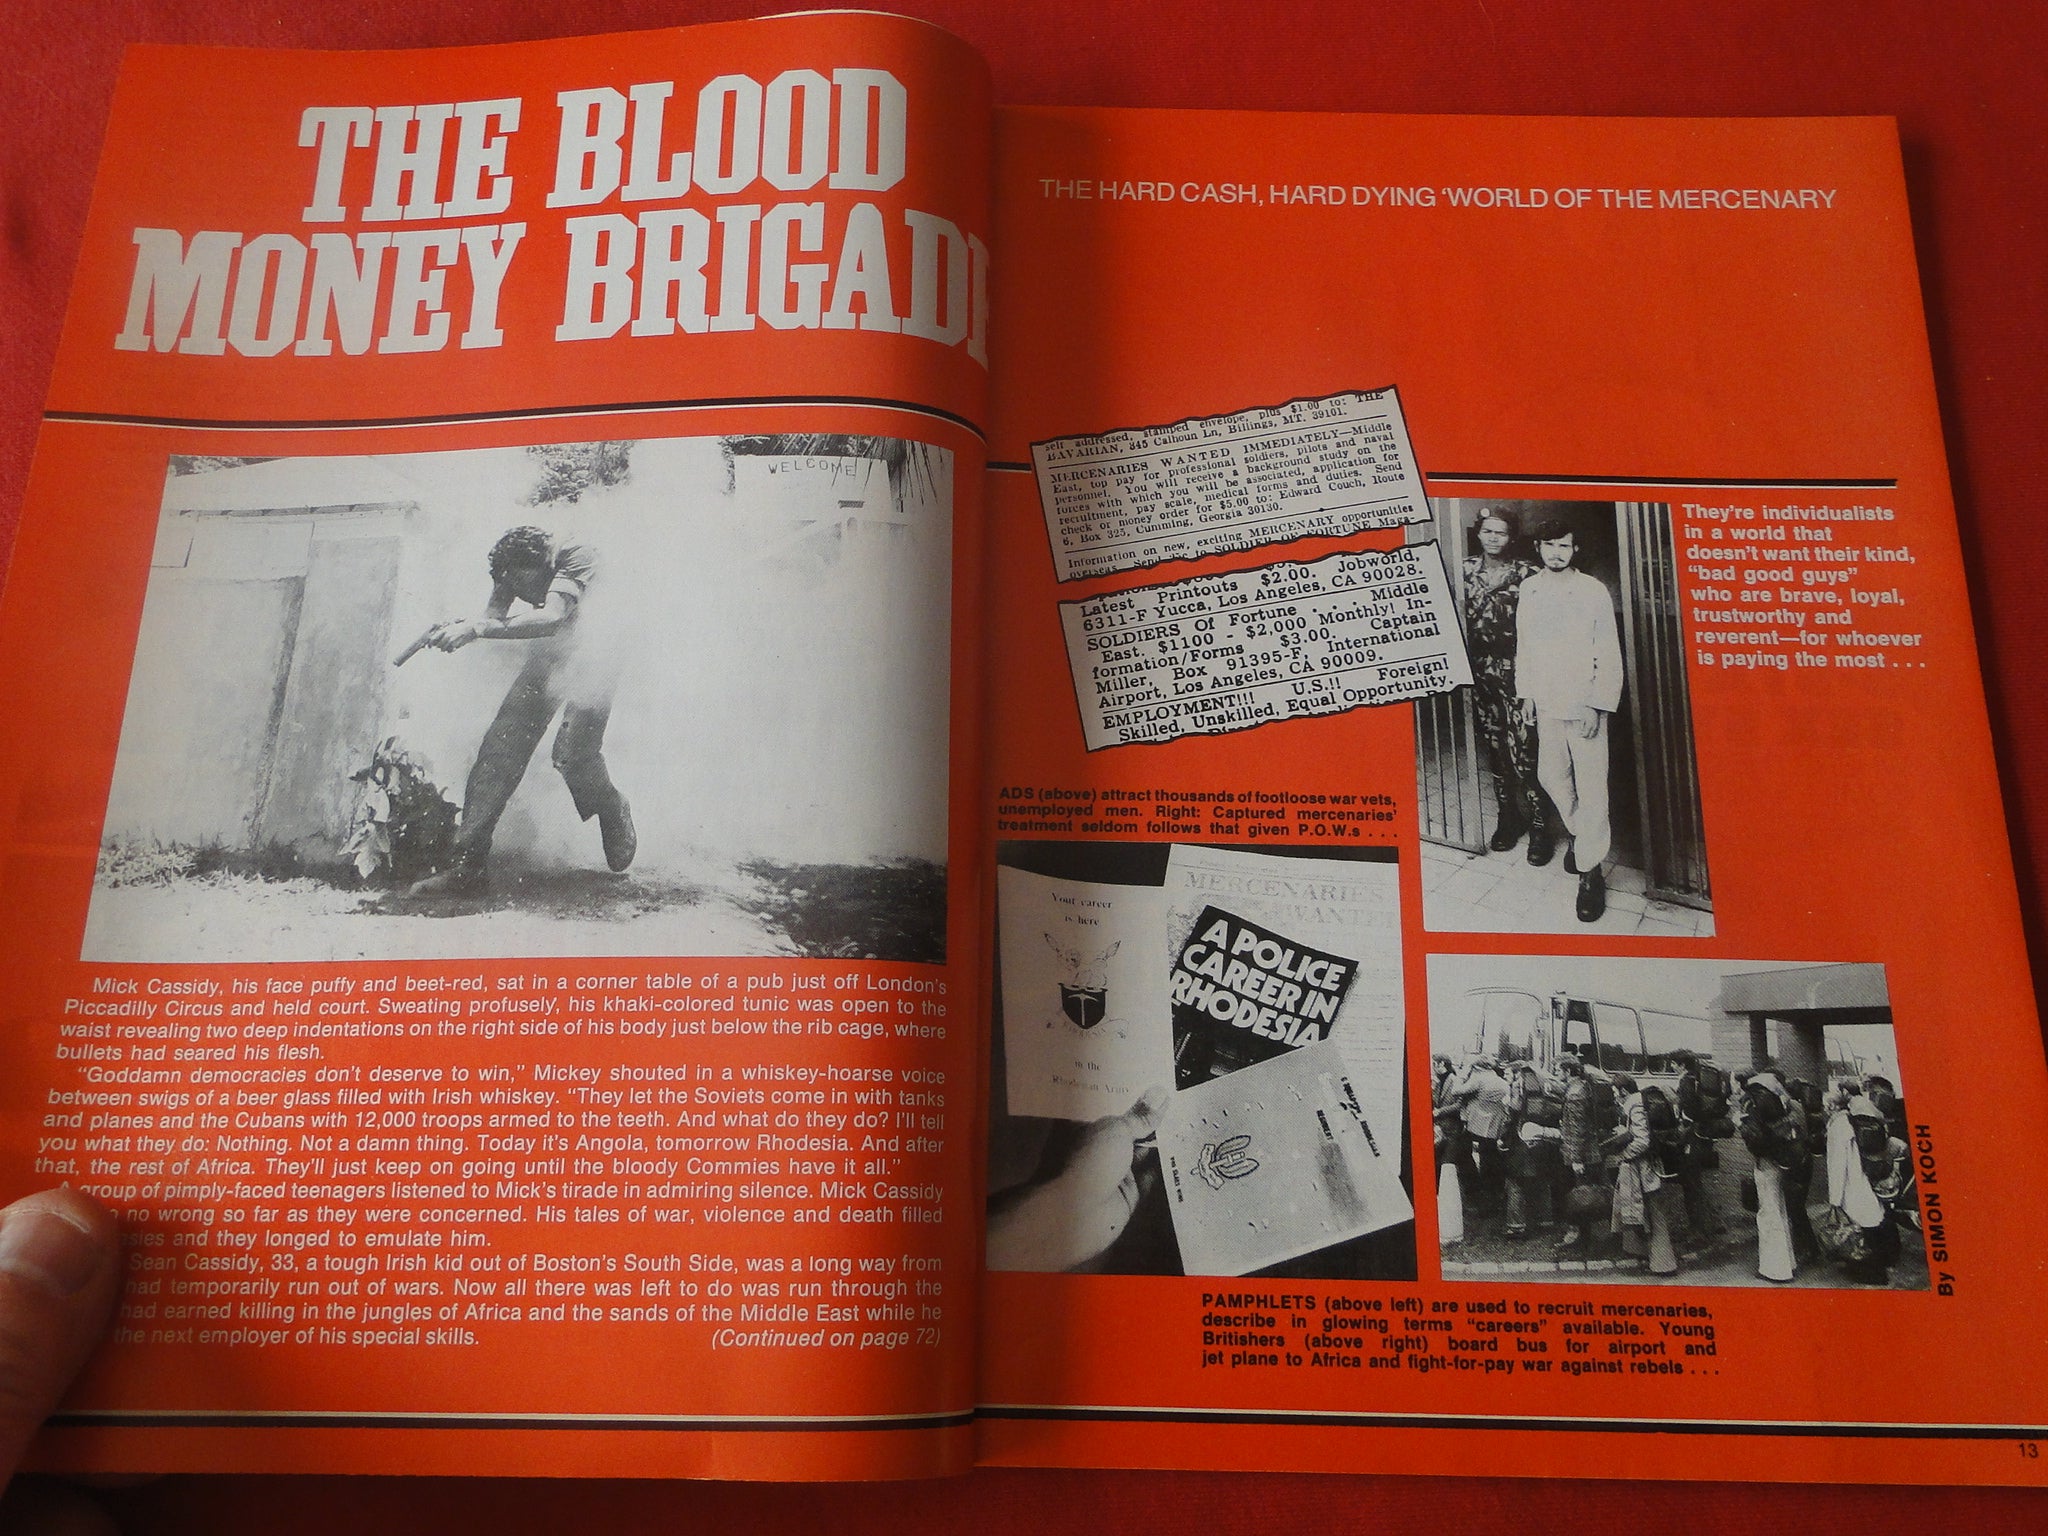 THE BLOOD
MONEY BRIGADE
WELCOME
Mick Cassidy, his face puffy and beet-red, sat in a corner table of a pub just off London's
Piccadilly Circus and held court. Sweating profusely, his khaki-colored tunic was open to the
waist revealing two deep indentations on the right side of his body just below the rib cage, where
bullets had seared his flesh.
"Goddamn democracies don't deserve to win," Mickey shouted in a whiskey-hoarse voice
between swigs of a beer glass filled with Irish whiskey. "They let the Soviets come in with tanks
and planes and the Cubans with 12,000 troops armed to the teeth. And what do they do? I'll tell
you what they do: Nothing. Not a damn thing. Today it's Angola, tomorrow Rhodesia. And after
that, the rest of Africa. They'll just keep on going until the bloody Commies have it all."
A group of pimply-faced teenagers listened to Mick's tirade in admiring silence. Mick Cassidy
no wrong so far as they were concerned. His tales of war, violence and death filled
and they longed to emulate him.
Sean Cassidy, 33, a tough Irish kid out of Boston's South Side, was a long way from
had temporarily run out of wars. Now all there was left to do was run through the
had earned killing in the jungles of Africa and the sands of the Middle East while he
the next employer of his special skills.
(Continued on page 72)
THE HARD CASH, HARD DYING 'WORLD OF THE MERCENARY
self addressed, stamped envelope, plus $1.00 to: THE
BAVARIAN, 845 Calhoun Ln, Billings, MT. 39101.
MERCENARIES WANTED IMMEDIATELY—Middle
East, top pay for professional soldiers, pilots and naval
personnel. You will receive a background study on the
forces with which you will be associated, application for
recruitment, pay scale, medical forms and duties. Send
check or money order for $5.00 to: Edward Couch, Route
6, Box 325, Cumming, Georgia 30130.
Information on new, exciting MERCENARY opportunities
overseas. Send to SOLDIER OF FORTUNE Maga-
Latest Printouts $2.00. Jobworld,
6311-F Yucca, Los Angeles, CA 90028.
SOLDIERS Of Fortune . . . Middle
East. $1100 - $2,000 Monthly! In-
formation/Forms $3.00. Captain
Miller, Box 91395-F, International
Airport, Los Angeles, CA 90009.
EMPLOYMENT!!! U.S.!! Foreign!
Skilled, Unskilled, Equal Opportunity.
They're individualists
in a world that
doesn't want their kind,
"bad good guys"
who are brave, loyal,
trustworthy and
reverent—for whoever
is paying the most . . .
ADS (above) attract thousands of footloose war vets,
unemployed men. Right: Captured mercenaries'
treatment seldom follows that given P.O.W.s . . .
Your career
is here
in the
Rhodesian Army
MERCENARIES
WANTED
A POLICE
CAREER IN
RHODESIA
By SIMON KOCH
PAMPHLETS (above left) are used to recruit mercenaries,
describe in glowing terms "careers" available. Young
Britishers (above right) board bus for airport and
jet plane to Africa and fight-for-pay war against rebels . . .
13